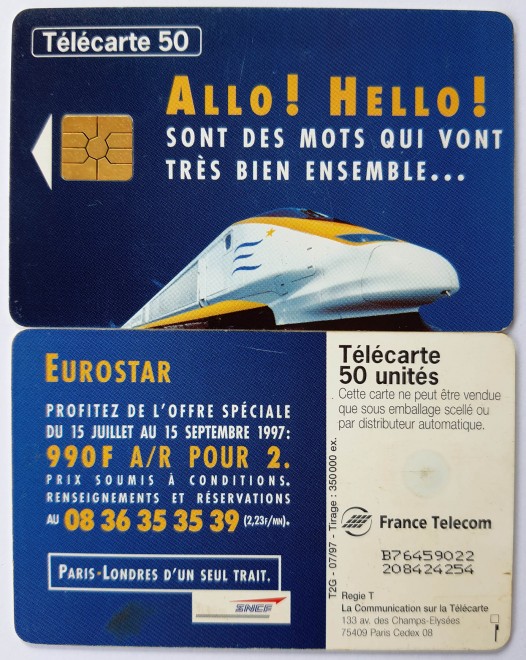 Télécarte 50
ALLO! HELLO!
SONT DES MOTS QUI VONT
TRÈS BIEN ENSEMBLE...
EUROSTAR
PROFITEZ DE L'OFFRE SPÉCIALE
DU 15 JUILLET AU 15 SEPTEMBRE 1997:
990F A/R POUR 2.
PRIX SOUMIS À CONDITIONS.
RENSEIGNEMENTS ET RÉSERVATIONS
AU 08 36 35 35 39 (2,23F/MN).
PARIS-LONDRES D'UN SEUL TRAIT.
SNCF
T2G - 07/97 - Tirage : 350 000 ex.
Télécarte
50 unités
Cette carte ne peut être vendue
que sous emballage scellé ou
par distributeur automatique.
France Telecom
B76459022
208424254
Regie T
La Communication sur la Télécarte
133 av. des Champs-Elysées
75409 Paris Cedex 08